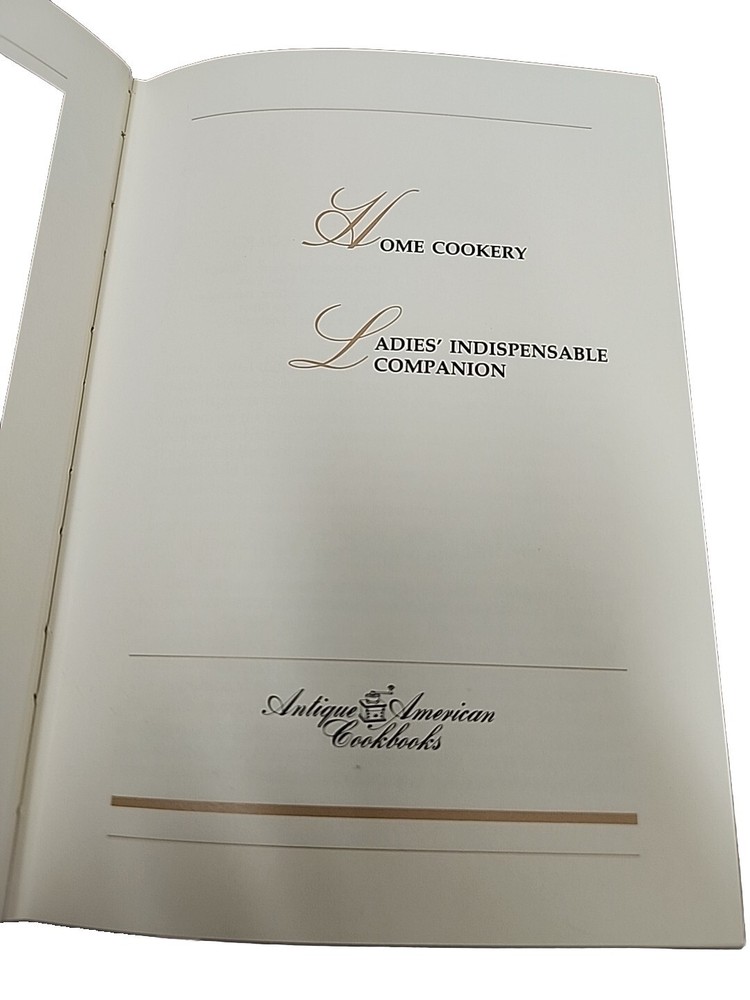 HOME COOKERY
LADIES' INDISPENSABLE
COMPANION
Antique American
Cookbooks